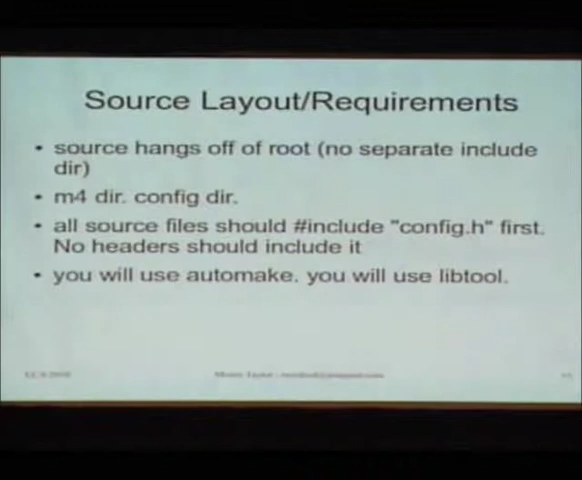 Source Layout/Requirements
• source hangs off of root (no separate include
dir)
• m4 dir. config dir.
• all source files should #include "config.h" first.
No headers should include it
• you will use automake. you will use libtool.